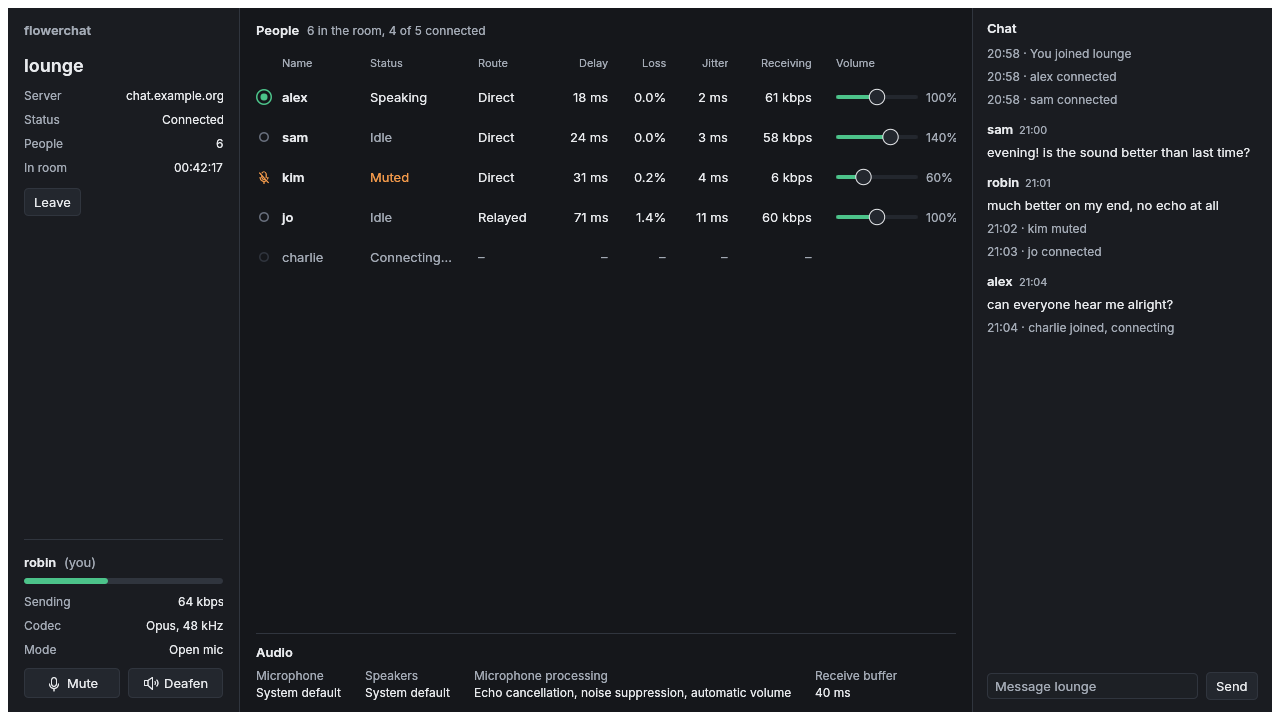 flowerchat
lounge
Server chat.example.org
Status Connected
People 6
In room 00:42:17
Leave
robin (you)
Sending 64 kbps
Codec Opus, 48 kHz
Mode Open mic
Mute Deafen
People 6 in the room, 4 of 5 connected
Name Status Route Delay Loss Jitter Receiving Volume
alex Speaking Direct 18 ms 0.0% 2 ms 61 kbps 100%
sam Idle Direct 24 ms 0.0% 3 ms 58 kbps 140%
kim Muted Direct 31 ms 0.2% 4 ms 6 kbps 60%
jo Idle Relayed 71 ms 1.4% 11 ms 60 kbps 100%
charlie Connecting... – – – – –
Audio
Microphone Speakers Microphone processing Receive buffer
System default System default Echo cancellation, noise suppression, automatic volume 40 ms
Chat
20:58 · You joined lounge
20:58 · alex connected
20:58 · sam connected
sam 21:00
evening! is the sound better than last time?
robin 21:01
much better on my end, no echo at all
21:02 · kim muted
21:03 · jo connected
alex 21:04
can everyone hear me alright?
21:04 · charlie joined, connecting
Message lounge Send